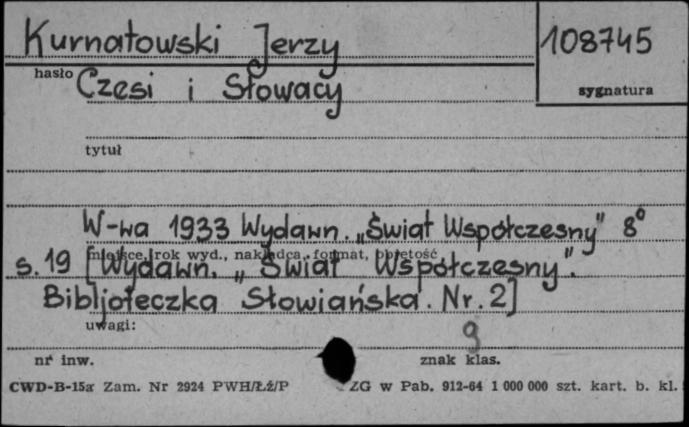 Kurnatowski Jerzy
108745
hasło
sygnatura
Czesi i Słowacy
tytuł
W-wa 1933 Wydawn. „Świat Współczesny" 8°
miejsce, rok wyd., nakładca, format, objętość
s. 19 [Wydawn. „Świat Współczesny".
Bibljoteczka Słowiańska. Nr. 2]
uwagi:
9
nr inw.
znak klas.
CWD-B-15a Zam. Nr 2924 PWH/Łź/P
ZG w Pab. 912-64 1 000 000 szt. kart. b. kl.